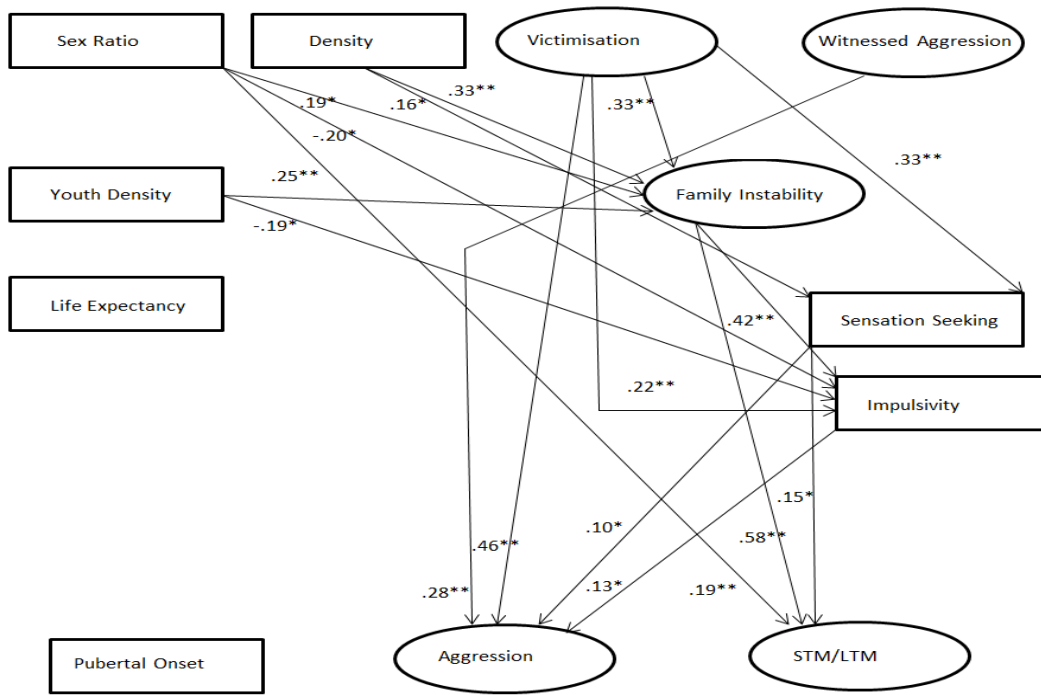 Sex Ratio
Density
Victimisation
Witnessed Aggression
.19*
.16*
.33**
.33**
-.20*
.33**
Youth Density
.25**
-.19*
Family Instability
Life Expectancy
Sensation Seeking
.42**
.22**
Impulsivity
.15*
.10*
.46**
.58**
.28**
.13*
.19**
Pubertal Onset
Aggression
STM/LTM